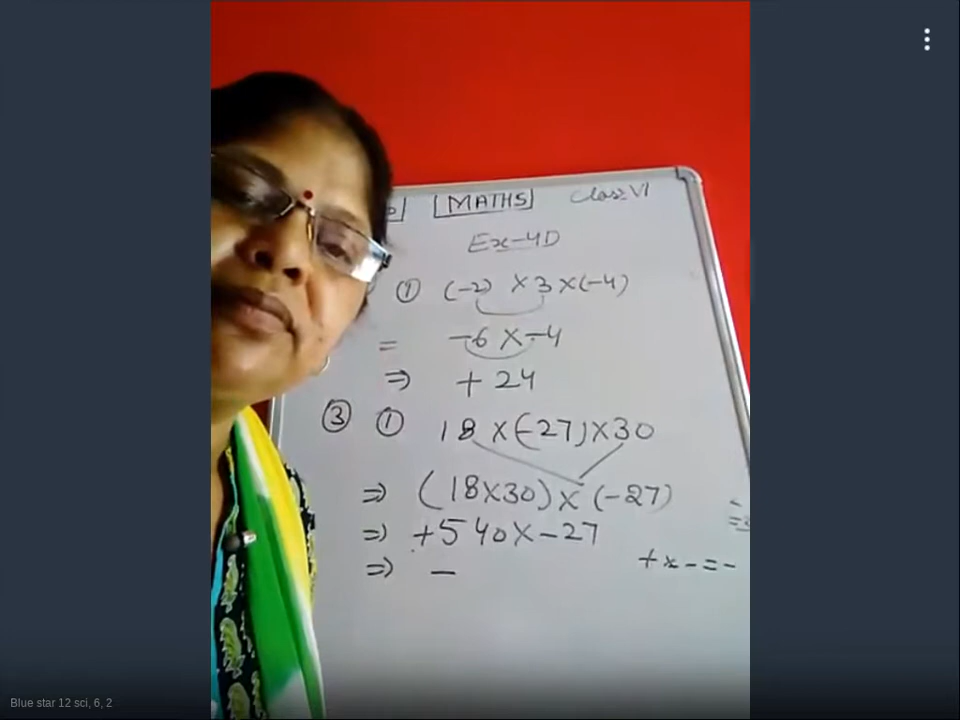 MATHS Class VI
Ex-4D
① (-2) × 3 × (-4)
= -6 × -4
⇒ + 24
③ ① 18 × (-27) × 30
⇒ (18×30) × (-27)
⇒ +540 × -27
⇒ - + × - = -
Blue star 12 sci, 6, 2